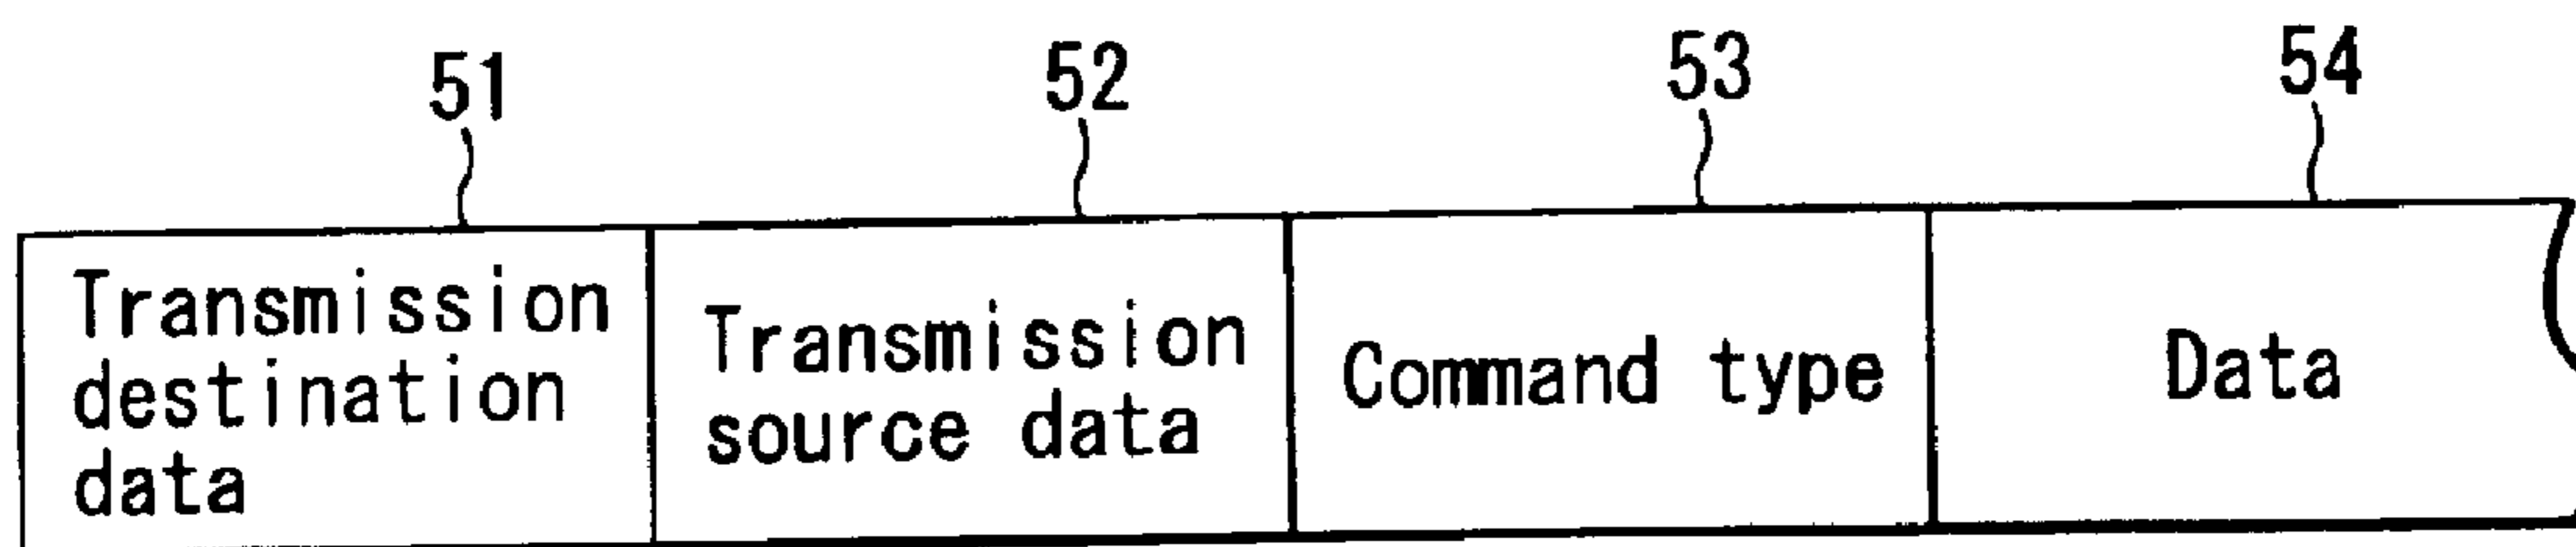 51
52
53
54
Transmission
destination
data
Transmission
source data
Command type
Data